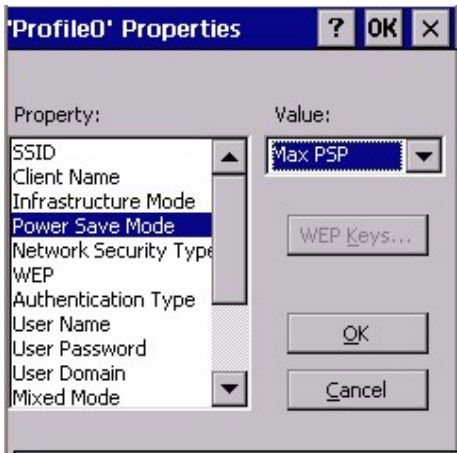 'Profile0' Properties ? OK ×
Property:
SSID
Client Name
Infrastructure Mode
Power Save Mode
Network Security Type
WEP
Authentication Type
User Name
User Password
User Domain
Mixed Mode
Value:
Max PSP
WEP Keys...
OK
Cancel